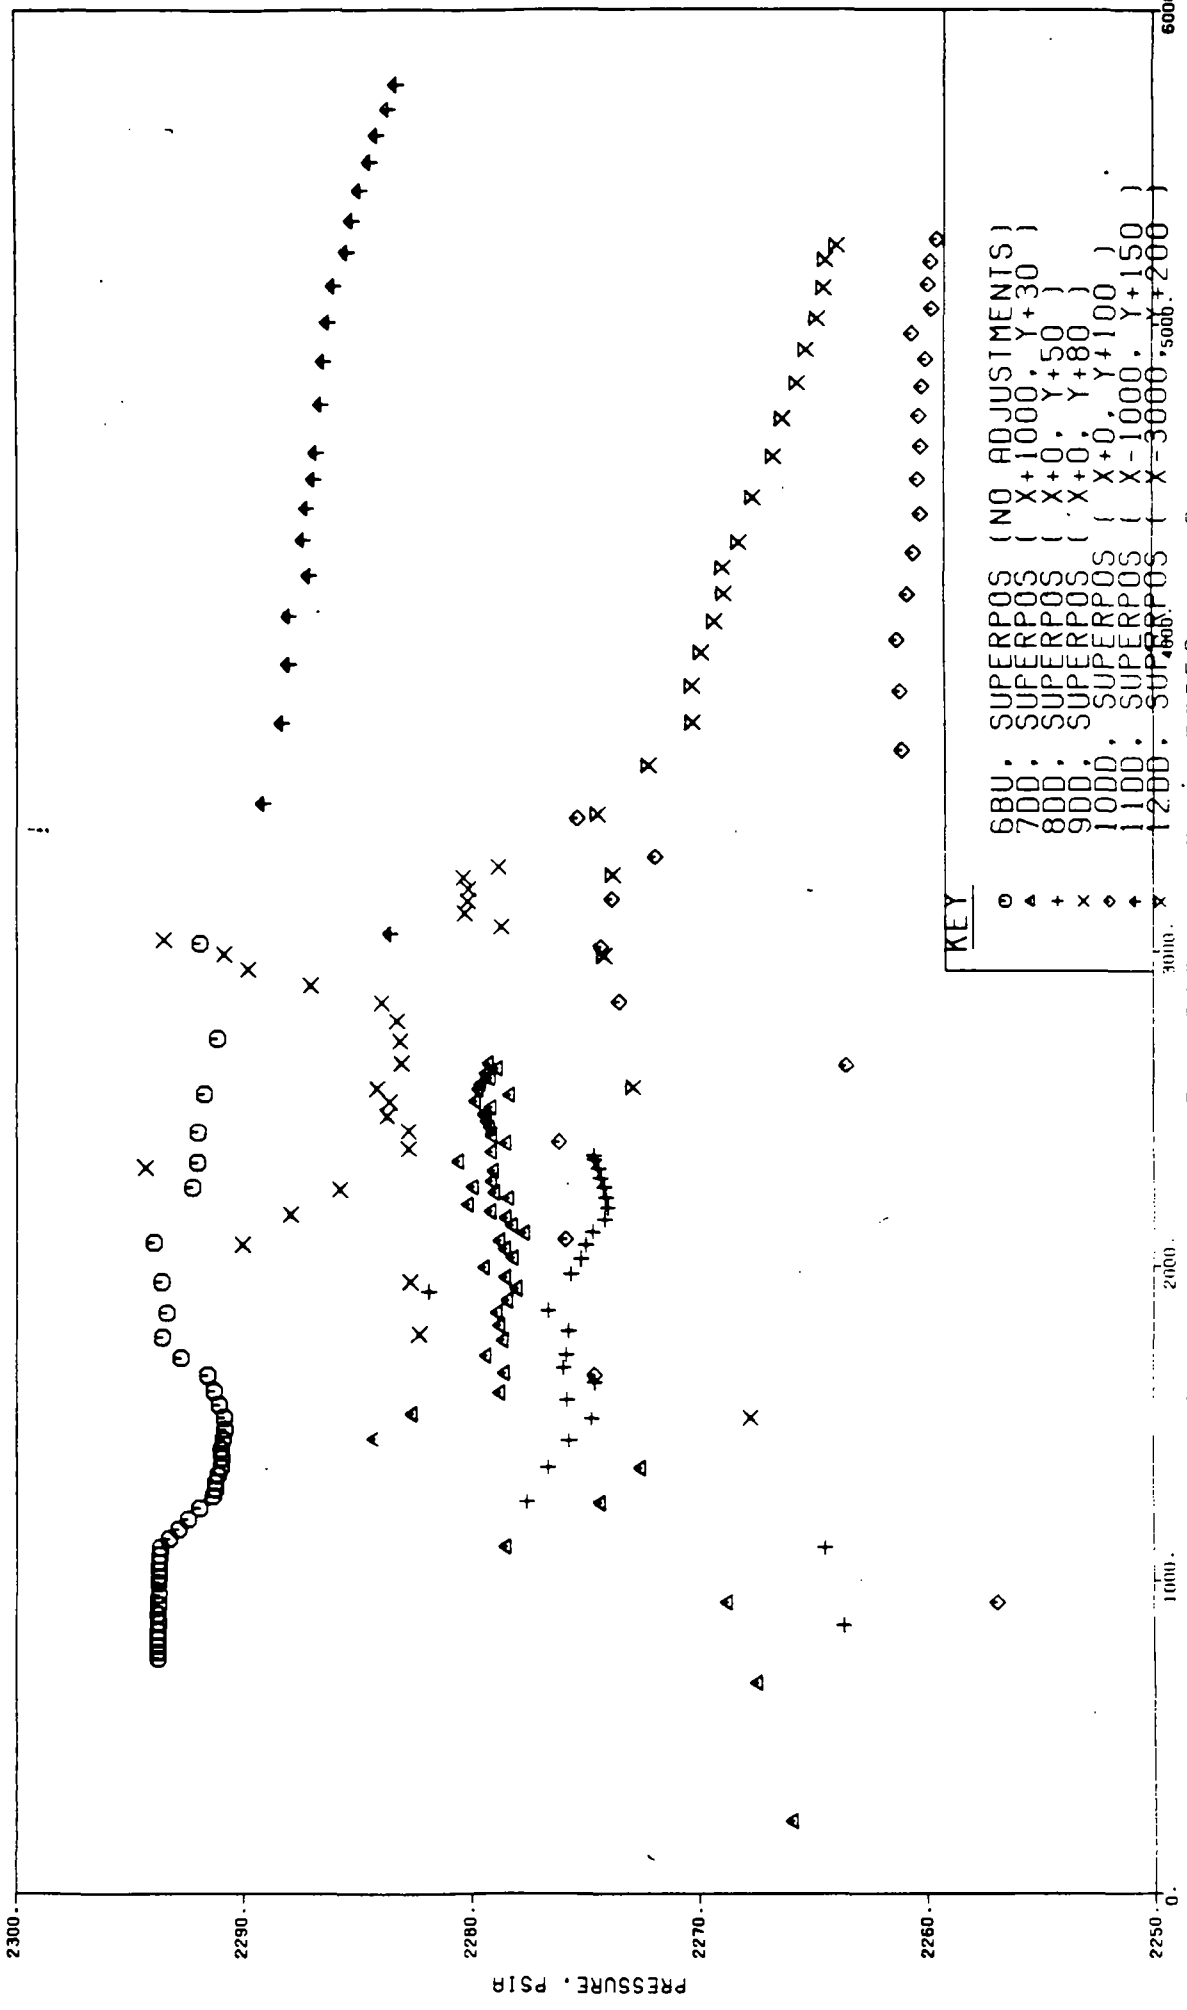 2300.
2290.
2280.
2270.
2260.
2250.
PRESSURE, PSIA
0.
1000.
2000.
3000.
4000.
5000.
6000
KEY
6BU, SUPERPOS (NO ADJUSTMENTS)
7DD, SUPERPOS ( X+1000, Y+30 )
8DD, SUPERPOS ( X+0, Y+50 )
9DD, SUPERPOS ( X+0, Y+80 )
10DD, SUPERPOS ( X+0, Y+100 )
11DD, SUPERPOS ( X-1000, Y+150 )
12DD, SUPERPOS ( X-3000, Y+200 )